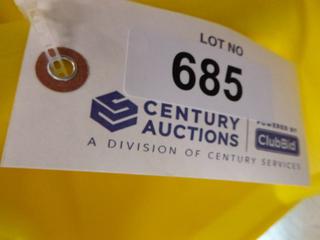 LOT NO
685
CENTURY
AUCTIONS
POWERED BY
ClubBid
A DIVISION OF CENTURY SERVICES